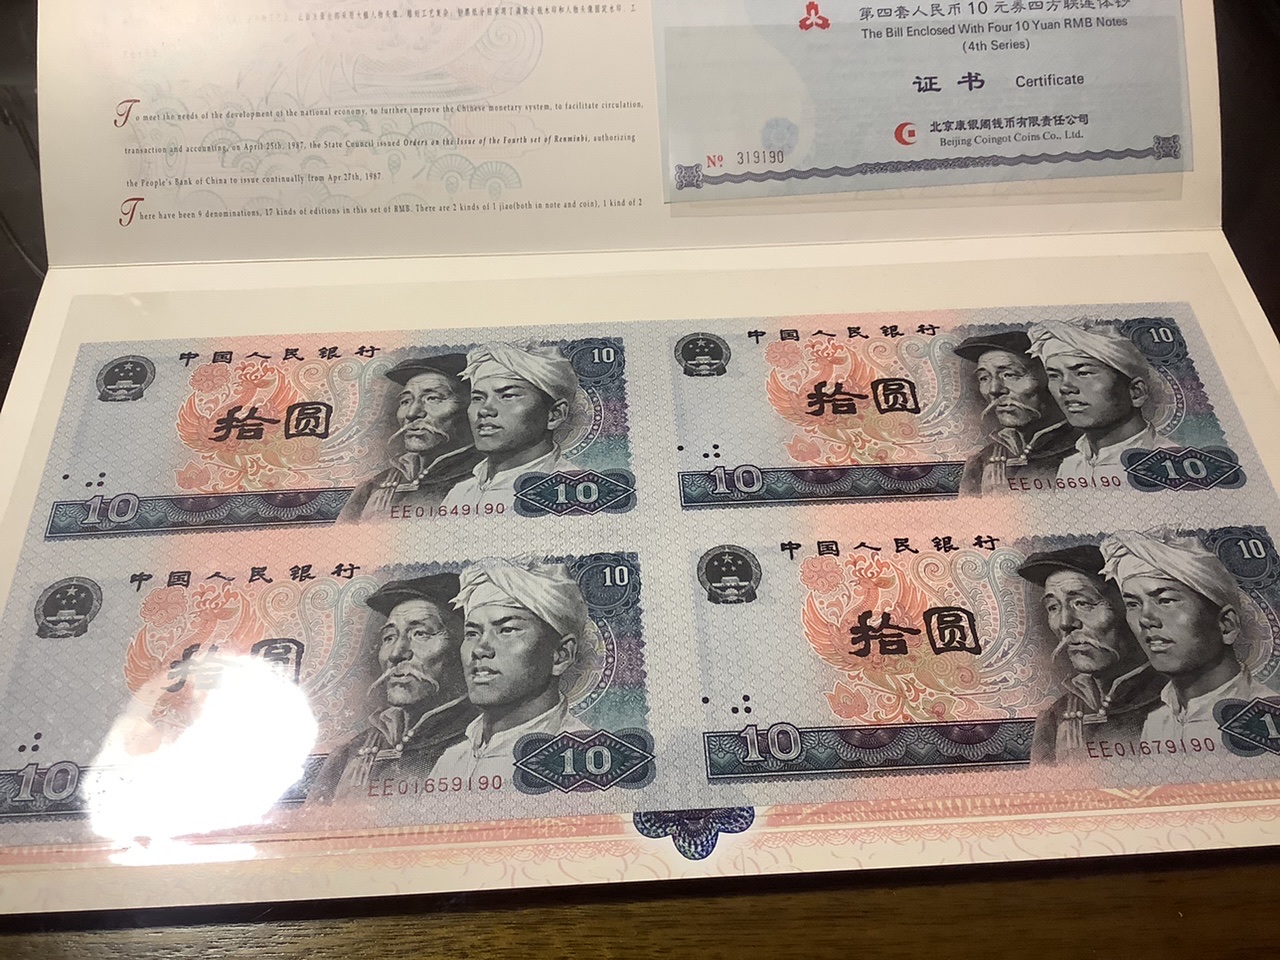 To meet the needs of the development of the national economy, to further improve the Chinese monetary system, to facilitate circulation,
transaction and accounting, on April 25th, 1987, the State Council issued Orders on the Issue of the Fourth set of Renminbi, authorizing
the People's Bank of China to issue continually from Apr.27th, 1987
There have been 9 denominations, 17 kinds of editions in this set of RMB. There are 2 kinds of 1 jiao(both in note and coin), 1 kind of 2
第四套人民币10元券四方联连体钞
The Bill Enclosed With Four 10 Yuan RMB Notes
(4th Series)
证书 Certificate
北京康银阁钱币有限责任公司
Beijing Coingot Coins Co., Ltd.
Nº 319190
中国人民银行
10
拾圆
10
10
EE01649190
中国人民银行
10
拾圆
10
10
EE01669190
中国人民银行
10
拾圆
10
10
EE01659190
中国人民银行
10
拾圆
10
EE01679190